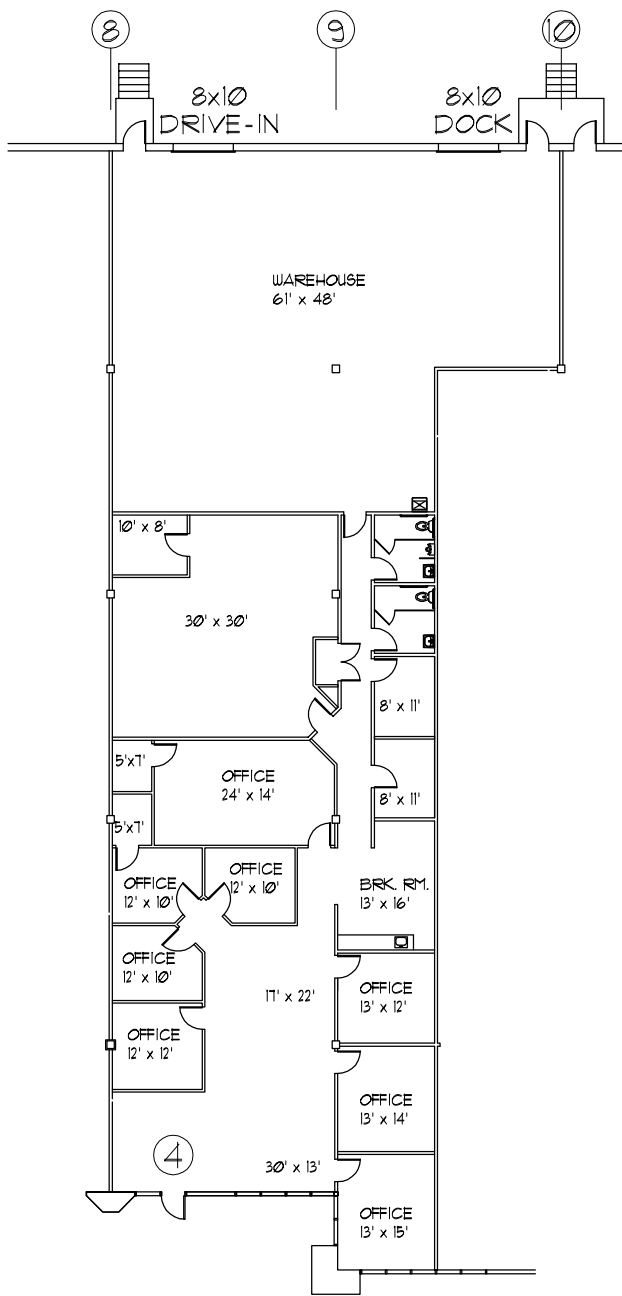 8
9
10
8x10
DRIVE-IN
8x10
DOCK
WAREHOUSE
61' x 48'
10' x 8'
30' x 30'
8' x 11'
5'x7'
OFFICE
24' x 14'
8' x 11'
5'x7'
OFFICE
12' x 10'
OFFICE
12' x 10'
BRK. RM.
13' x 16'
OFFICE
12' x 10'
17' x 22'
OFFICE
13' x 12'
OFFICE
12' x 12'
OFFICE
13' x 14'
4
30' x 13'
OFFICE
13' x 15'